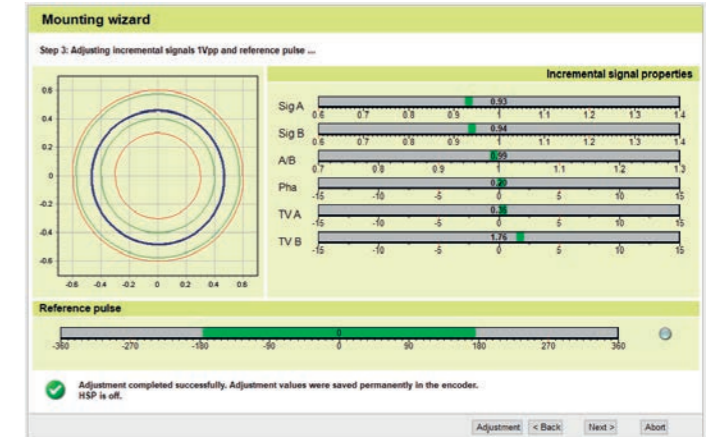 Mounting wizard
Step 3: Adjusting incremental signals 1Vpp and reference pulse ...
Incremental signal properties
0.6
0.4
0.2
0
-0.2
-0.4
-0.6
-0.6 -0.4 -0.2 0 0.2 0.4 0.6
Sig A 0.93
0.6 0.7 0.8 0.9 1 1.1 1.2 1.3 1.4
Sig B 0.94
0.6 0.7 0.8 0.9 1 1.1 1.2 1.3 1.4
A/B 0.99
0.7 0.8 0.9 1 1.1 1.2 1.3
Pha 0.20
-15 -10 -5 0 5 10 15
TV A
-15 -10 -5 0 5 10 15
TV B 1.76
-15 -10 -5 0 5 10 15
Reference pulse
0
-360 -270 -180 -90 0 90 180 270 360
Adjustment completed successfully. Adjustment values were saved permanently in the encoder.
HSP is off.
Adjustment < Back Next > Abort